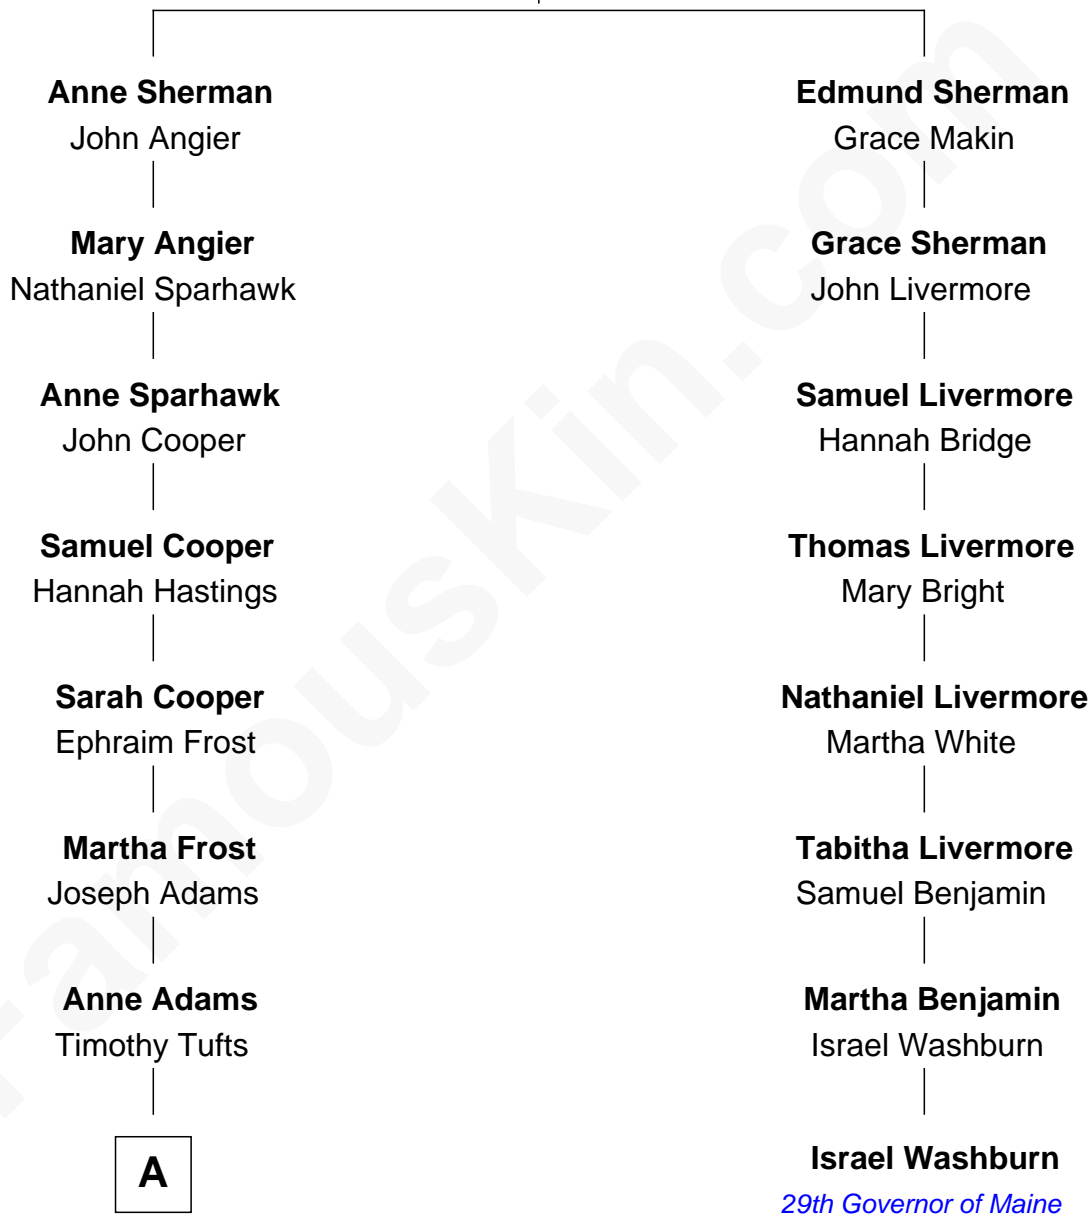 Anne Sherman
John Angier
Mary Angier
Nathaniel Sparhawk
Anne Sparhawk
John Cooper
Samuel Cooper
Hannah Hastings
Sarah Cooper
Ephraim Frost
Martha Frost
Joseph Adams
Anne Adams
Timothy Tufts
A
Edmund Sherman
Grace Makin
Grace Sherman
John Livermore
Samuel Livermore
Hannah Bridge
Thomas Livermore
Mary Bright
Nathaniel Livermore
Martha White
Tabitha Livermore
Samuel Benjamin
Martha Benjamin
Israel Washburn
Israel Washburn
29th Governor of Maine
FamousKin.com